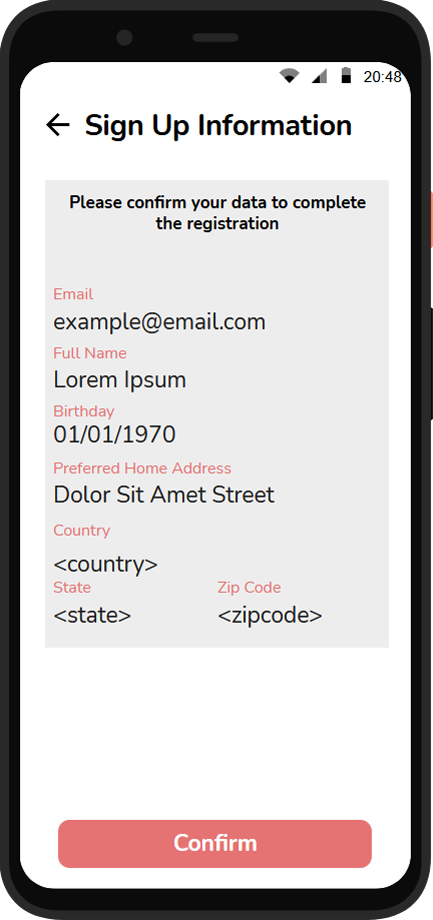 20:48
Sign Up Information
Please confirm your data to complete
the registration
Email
example@email.com
Full Name
Lorem Ipsum
Birthday
01/01/1970
Preferred Home Address
Dolor Sit Amet Street
Country
<country>
State Zip Code
<state> <zipcode>
Confirm